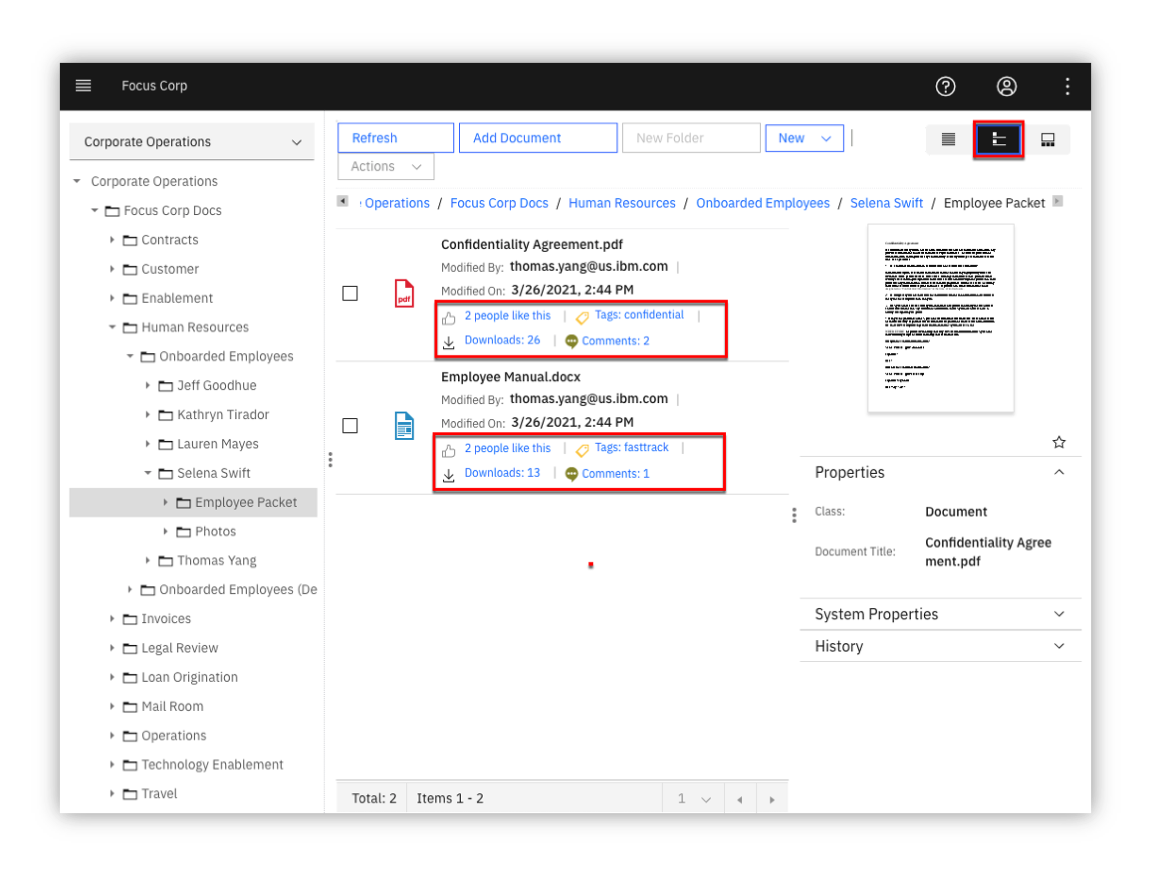 Focus Corp
Corporate Operations
Corporate Operations
Focus Corp Docs
Contracts
Customer
Enablement
Human Resources
Onboarded Employees
Jeff Goodhue
Kathryn Tirador
Lauren Mayes
Selena Swift
Employee Packet
Photos
Thomas Yang
Onboarded Employees (De
Invoices
Legal Review
Loan Origination
Mail Room
Operations
Technology Enablement
Travel
Refresh
Add Document
New Folder
New
Actions
Operations / Focus Corp Docs / Human Resources / Onboarded Employees / Selena Swift / Employee Packet
Confidentiality Agreement.pdf
Modified By: thomas.yang@us.ibm.com |
Modified On: 3/26/2021, 2:44 PM
pdf
2 people like this | Tags: confidential |
Downloads: 26 | Comments: 2
Employee Manual.docx
Modified By: thomas.yang@us.ibm.com |
Modified On: 3/26/2021, 2:44 PM
2 people like this | Tags: fasttrack |
Downloads: 13 | Comments: 1
Total: 2 Items 1 - 2
1
Properties
Class: Document
Document Title: Confidentiality Agree
ment.pdf
System Properties
History